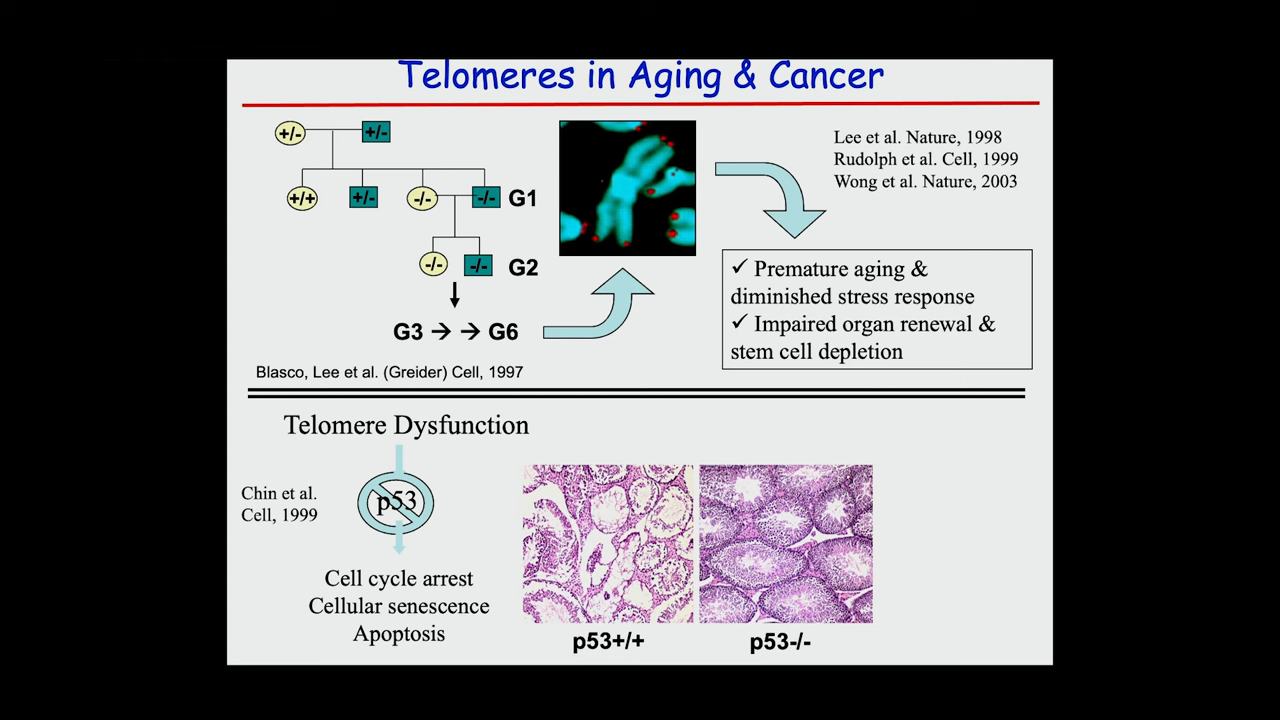 Telomeres in Aging & Cancer
+/- +/-
+/+ +/- -/- -/- G1
-/- -/- G2
G3 → → G6
Blasco, Lee et al. (Greider) Cell, 1997
Lee et al. Nature, 1998
Rudolph et al. Cell, 1999
Wong et al. Nature, 2003
✓ Premature aging &
diminished stress response
✓ Impaired organ renewal &
stem cell depletion
Telomere Dysfunction
Chin et al.
Cell, 1999
p53
Cell cycle arrest
Cellular senescence
Apoptosis
p53+/+
p53-/-